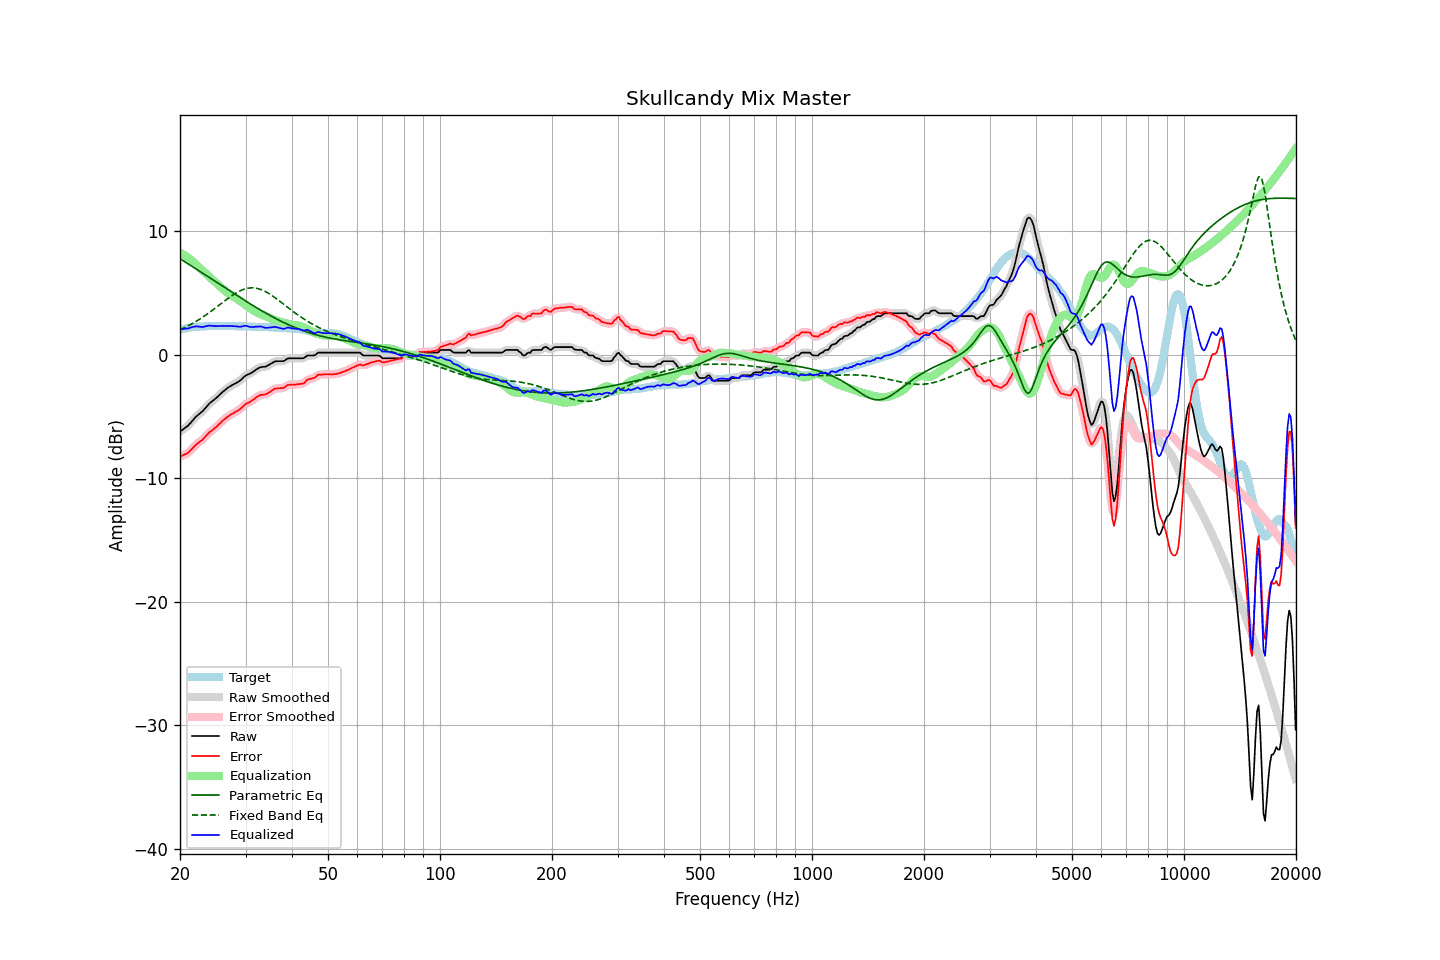 Skullcandy Mix Master
Amplitude (dBr)
10
0
−10
−20
−30
−40
Target
Raw Smoothed
Error Smoothed
Raw
Error
Equalization
Parametric Eq
Fixed Band Eq
Equalized
20 50 100 200 500 1000 2000 5000 10000 20000
Frequency (Hz)